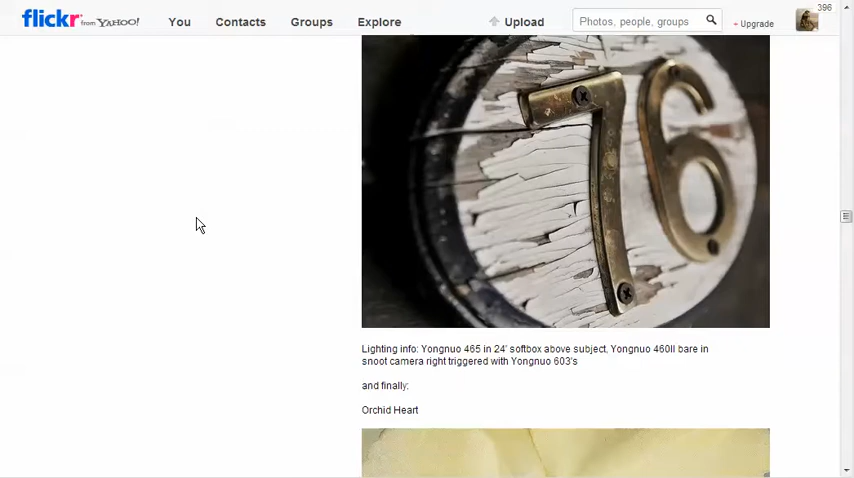 flickr from YAHOO! You Contacts Groups Explore Upload Photos, people, groups + Upgrade 396
76
Lighting info: Yongnuo 465 in 24' softbox above subject, Yongnuo 460II bare in
snoot camera right triggered with Yongnuo 603's
and finally:
Orchid Heart